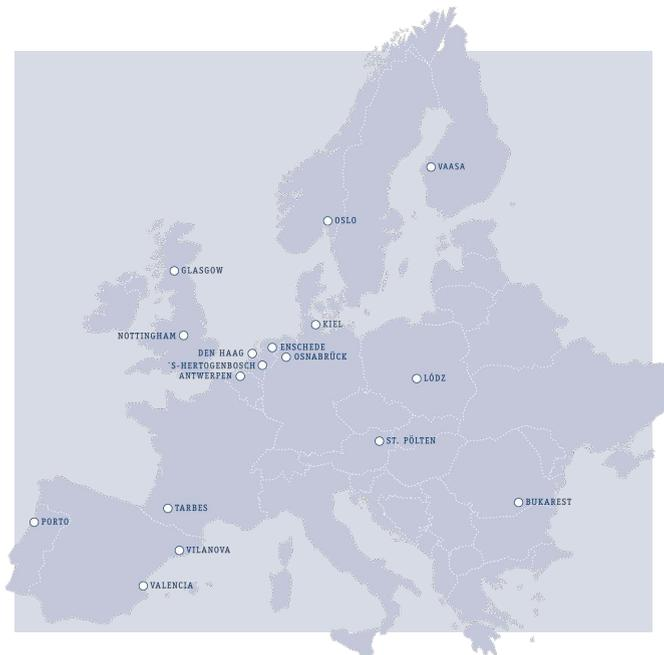 VAASA
OSLO
GLASGOW
KIEL
NOTTINGHAM
ENSCHEDE
DEN HAAG
OSNABRÜCK
'S-HERTOGENBOSCH
ANTWERPEN
LÓDZ
ST. PÖLTEN
BUKAREST
TARBES
PORTO
VILANOVA
VALENCIA